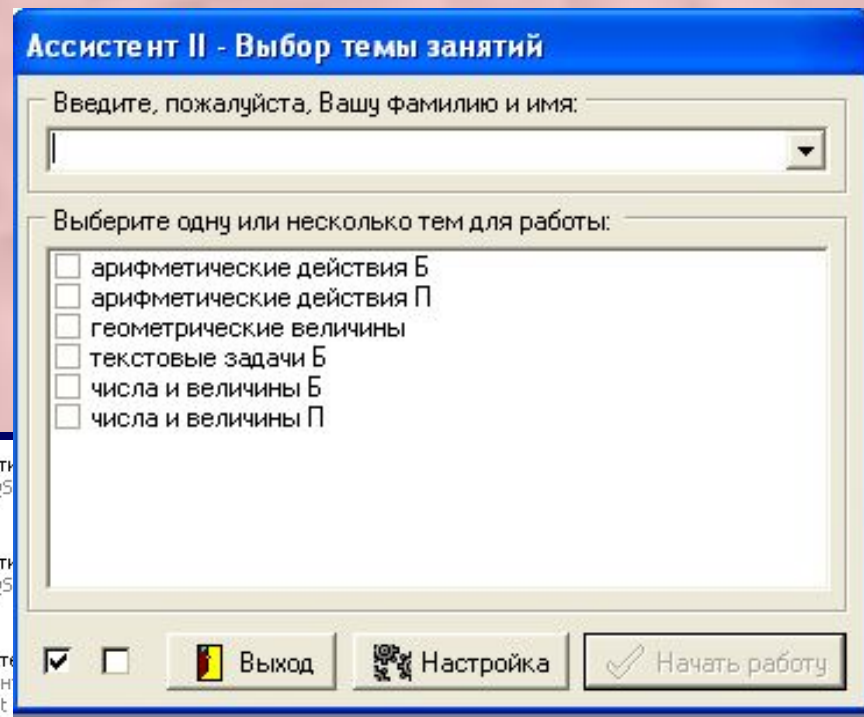 Ассистент II - Выбор темы занятий
Введите, пожалуйста, Вашу фамилию и имя:
Выберите одну или несколько тем для работы:
арифметические действия Б
арифметические действия П
геометрические величины
текстовые задачи Б
числа и величины Б
числа и величины П
Выход Настройка Начать работу